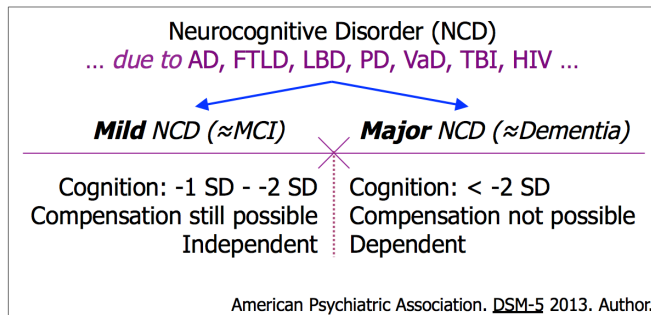 Neurocognitive Disorder (NCD)
... due to AD, FTLD, LBD, PD, VaD, TBI, HIV ...
Mild NCD (≈MCI)
Major NCD (≈Dementia)
Cognition: -1 SD - -2 SD
Compensation still possible
Independent
Cognition: < -2 SD
Compensation not possible
Dependent
American Psychiatric Association. DSM-5 2013. Author.